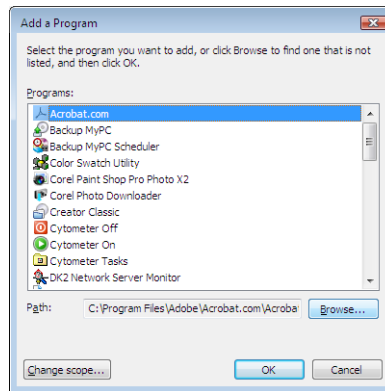 Add a Program
Select the program you want to add, or click Browse to find one that is not
listed, and then click OK.
Programs:
Acrobat.com
Backup MyPC
Backup MyPC Scheduler
Color Swatch Utility
Corel Paint Shop Pro Photo X2
Corel Photo Downloader
Creator Classic
Cytometer Off
Cytometer On
Cytometer Tasks
DK2 Network Server Monitor
Path: C:\Program Files\Adobe\Acrobat.com\Acroba Browse...
Change scope... OK Cancel